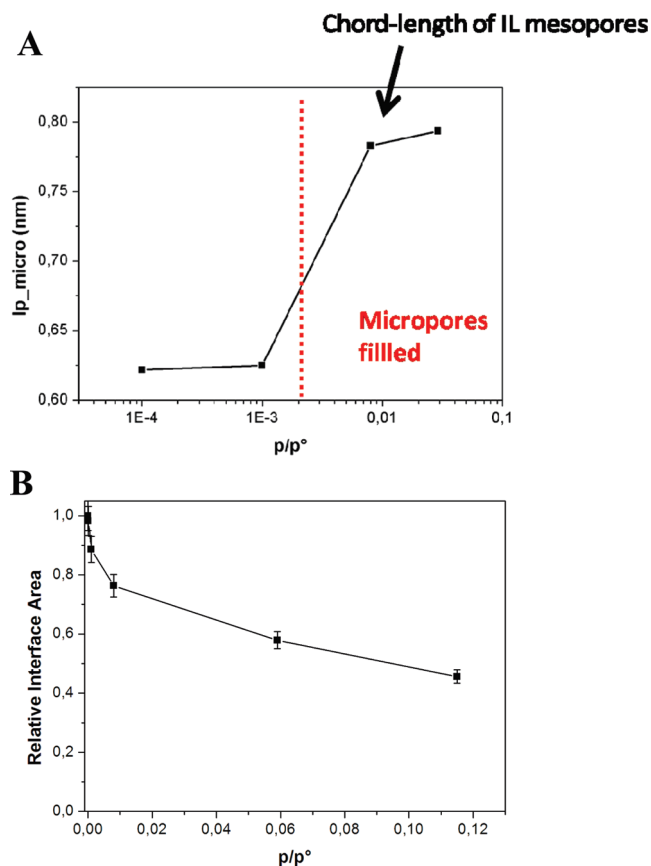 Chord-length of IL mesopores
A
0,80
0,75
0,70
0,65
0,60
lp_micro (nm)
Micropores
fillled
1E-4 1E-3 0,01 0,1
p/p°
B
1,0
0,8
0,6
0,4
0,2
0,0
Relative Interface Area
0,00 0,02 0,04 0,06 0,08 0,10 0,12
p/p°